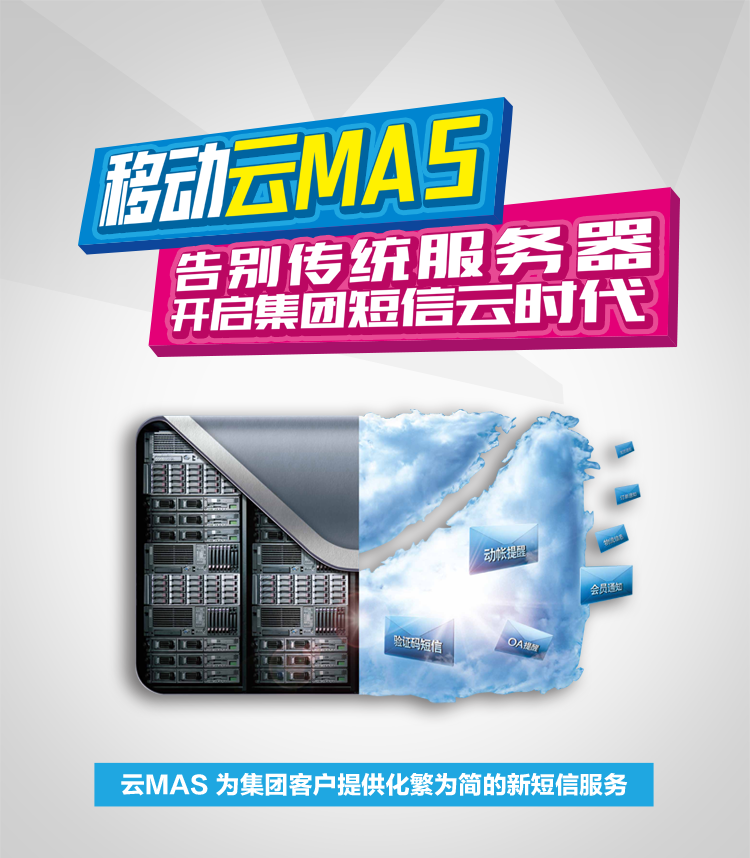 移动云MAS
告别传统服务器
开启集团短信云时代
动帐提醒
会员通知
验证码短信
OA提醒
云MAS 为集团客户提供化繁为简的新短信服务